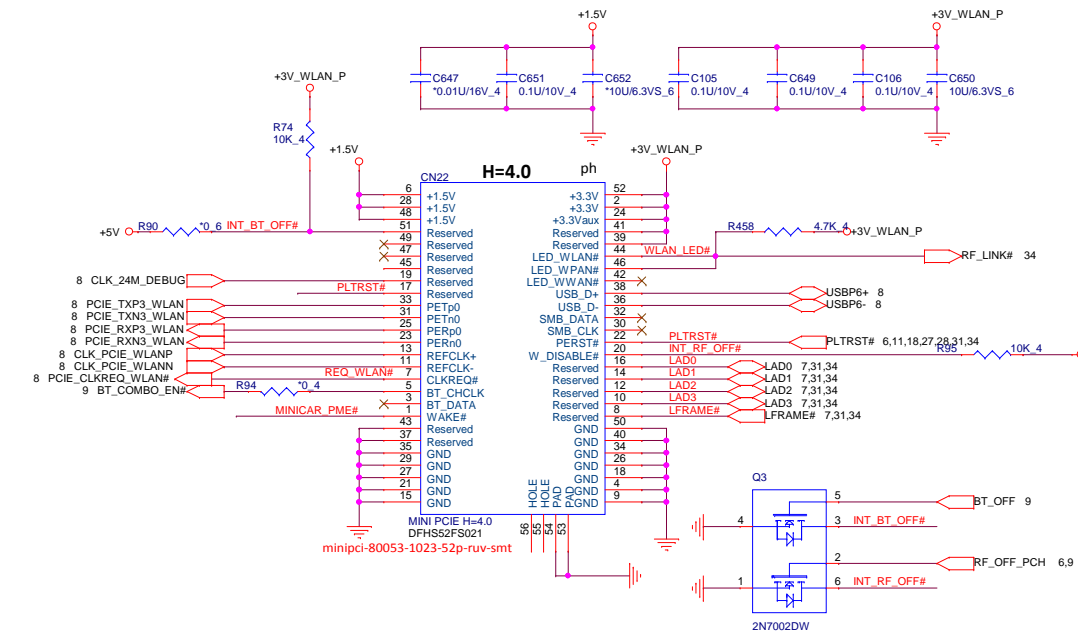 +1.5V
+3V_WLAN_P
+3V_WLAN_P
C647
*0.01U/16V_4
C651
0.1U/10V_4
C652
*10U/6.3VS_6
C105
0.1U/10V_4
C649
0.1U/10V_4
C106
0.1U/10V_4
C650
10U/6.3VS_6
R74
10K_4
+1.5V
H=4.0
ph
+3V_WLAN_P
CN22
+5V R90 *0_6 INT_BT_OFF#
6 +1.5V
28 +1.5V
48 +1.5V
51 Reserved
49 Reserved
47 Reserved
45 Reserved
8 CLK_24M_DEBUG 19 Reserved
PLTRST# 17 Reserved
8 PCIE_TXP3_WLAN 33 PETp0
8 PCIE_TXN3_WLAN 31 PETn0
8 PCIE_RXP3_WLAN 25 PERp0
8 PCIE_RXN3_WLAN 23 PERn0
8 CLK_PCIE_WLANP 13 REFCLK+
8 CLK_PCIE_WLANN 11 REFCLK-
8 PCIE_CLKREQ_WLAN# REQ_WLAN# 7 CLKREQ#
9 BT_COMBO_EN# R94 *0_4 5 BT_CHCLK
3 BT_DATA
MINICAR_PME# 1 WAKE#
43 Reserved
37 Reserved
35 GND
29 GND
27 GND
21 GND
15 GND
+3.3V 52
+3.3V 2
+3.3Vaux 24
Reserved 41
Reserved 39
LED_WLAN# 44 WLAN_LED# R458 4.7K_4 +3V_WLAN_P
RF_LINK# 34
LED_WPAN# 46
LED_WWAN# 42
USB_D+ 38 USBP6+ 8
USB_D- 36 USBP6- 8
SMB_DATA 32
SMB_CLK 30
PERST# 22 PLTRST# PLTRST# 6,11,18,27,28,31,34
W_DISABLE# 20 INT_RF_OFF# R95 10K_4
Reserved 16 LAD0 LAD0 7,31,34
Reserved 14 LAD1 LAD1 7,31,34
Reserved 12 LAD2 LAD2 7,31,34
Reserved 10 LAD3 LAD3 7,31,34
Reserved 8 LFRAME# LFRAME# 7,31,34
GND 50
GND 40
GND 34
GND 26
GND 18
GND 4
GND 9
HOLE 56
HOLE 55
PAD 54
PAD 53
MINI PCIE H=4.0
DFHS52FS021
minipci-80053-1023-52p-ruv-smt
Q3
5 BT_OFF 9
4 3 INT_BT_OFF#
2 RF_OFF_PCH 6,9
1 6 INT_RF_OFF#
2N7002DW